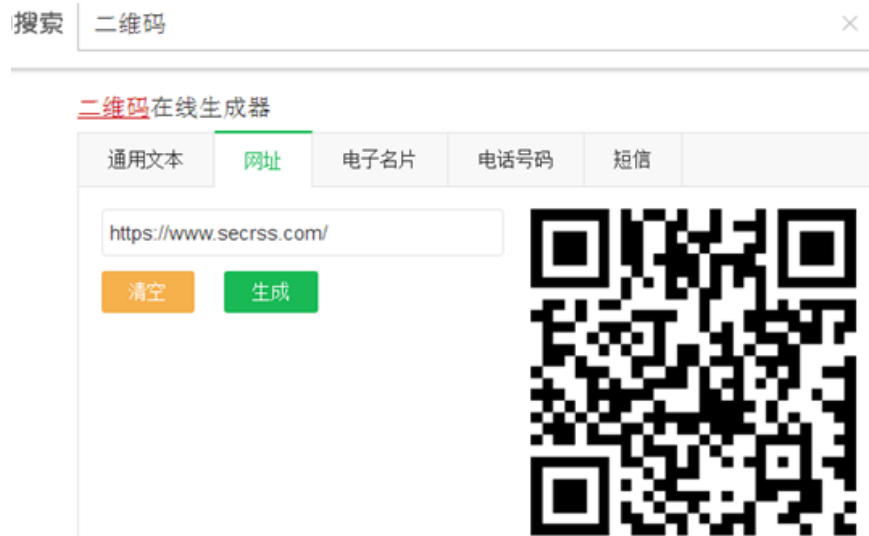 搜索 二维码
二维码在线生成器
通用文本 网址 电子名片 电话号码 短信
https://www.secrss.com/
清空 生成